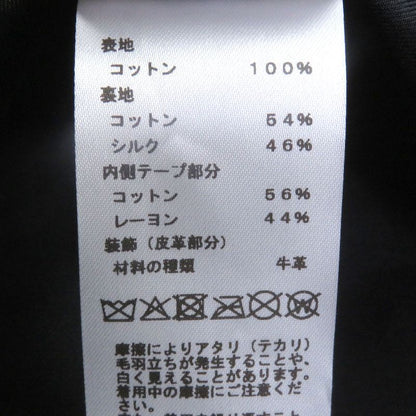 表地
コットン 100%
裏地
コットン 54%
シルク 46%
内側テープ部分
コットン 56%
レーヨン 44%
装飾（皮革部分）
材料の種類 牛革
摩擦によりアタリ（テカリ）
毛羽立ちが発生することや、
白く見えることがあります。
着用中の摩擦にご注意くだ
さい。